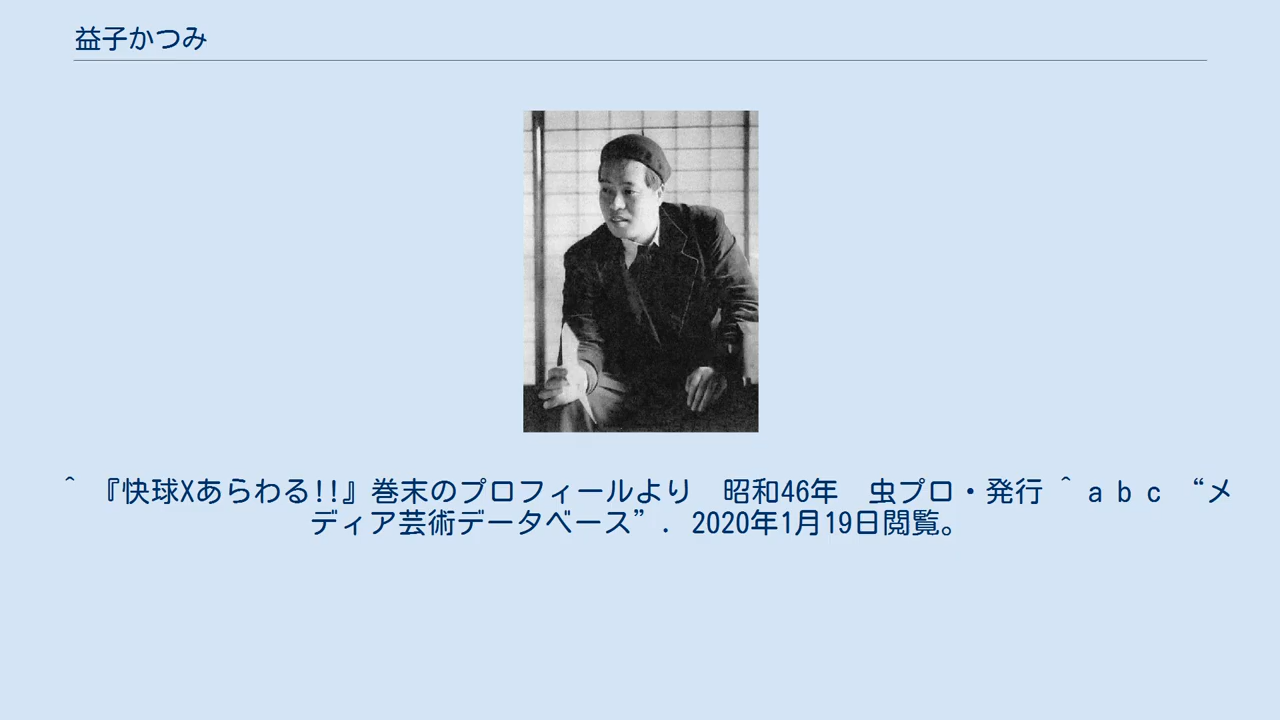 益子かつみ
^ 『快球Xあらわる!!』巻末のプロフィールより　昭和46年　虫プロ・発行 ^ a b c “メ
ディア芸術データベース”. 2020年1月19日閲覧。